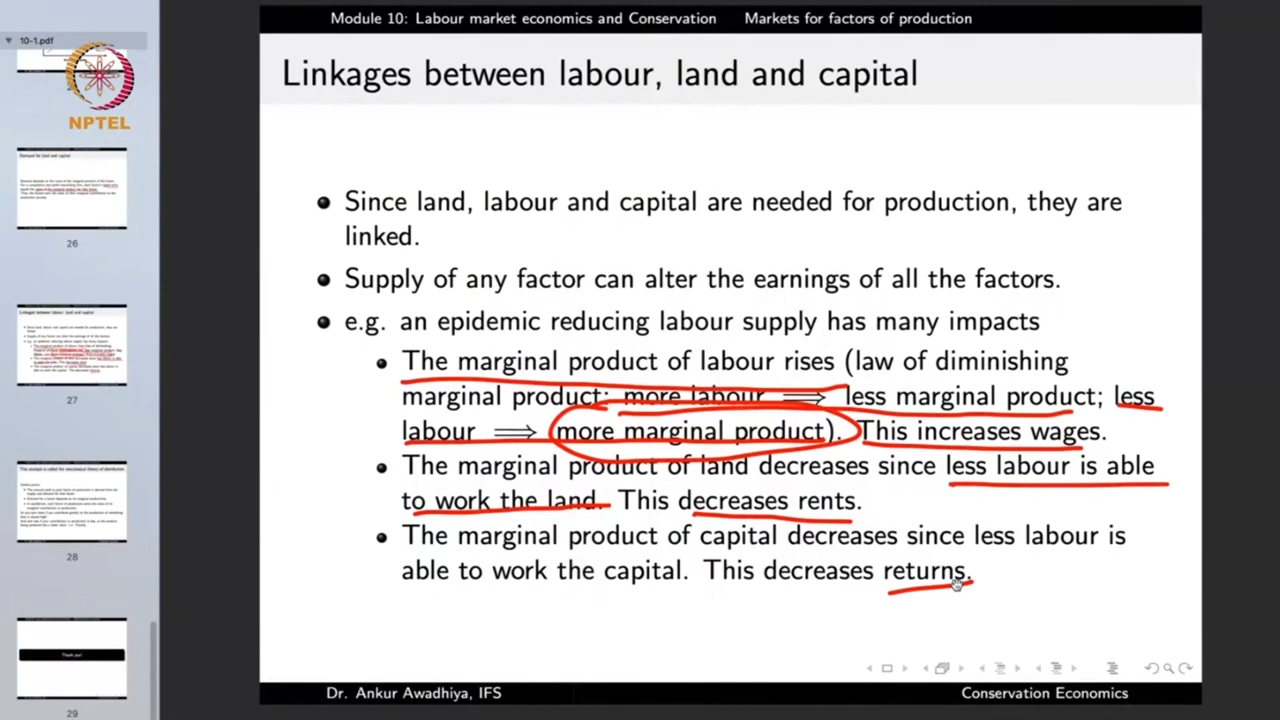 Module 10: Labour market economics and Conservation Markets for factors of production
10-1.pdf
NPTEL
Linkages between labour, land and capital
Since land, labour and capital are needed for production, they are
linked.
Supply of any factor can alter the earnings of all the factors.
e.g. an epidemic reducing labour supply has many impacts
The marginal product of labour rises (law of diminishing
marginal product: more labour ⟹ less marginal product; less
labour ⟹ more marginal product). This increases wages.
The marginal product of land decreases since less labour is able
to work the land. This decreases rents.
The marginal product of capital decreases since less labour is
able to work the capital. This decreases returns.
26
27
28
Thank you!
29
Dr. Ankur Awadhiya, IFS Conservation Economics